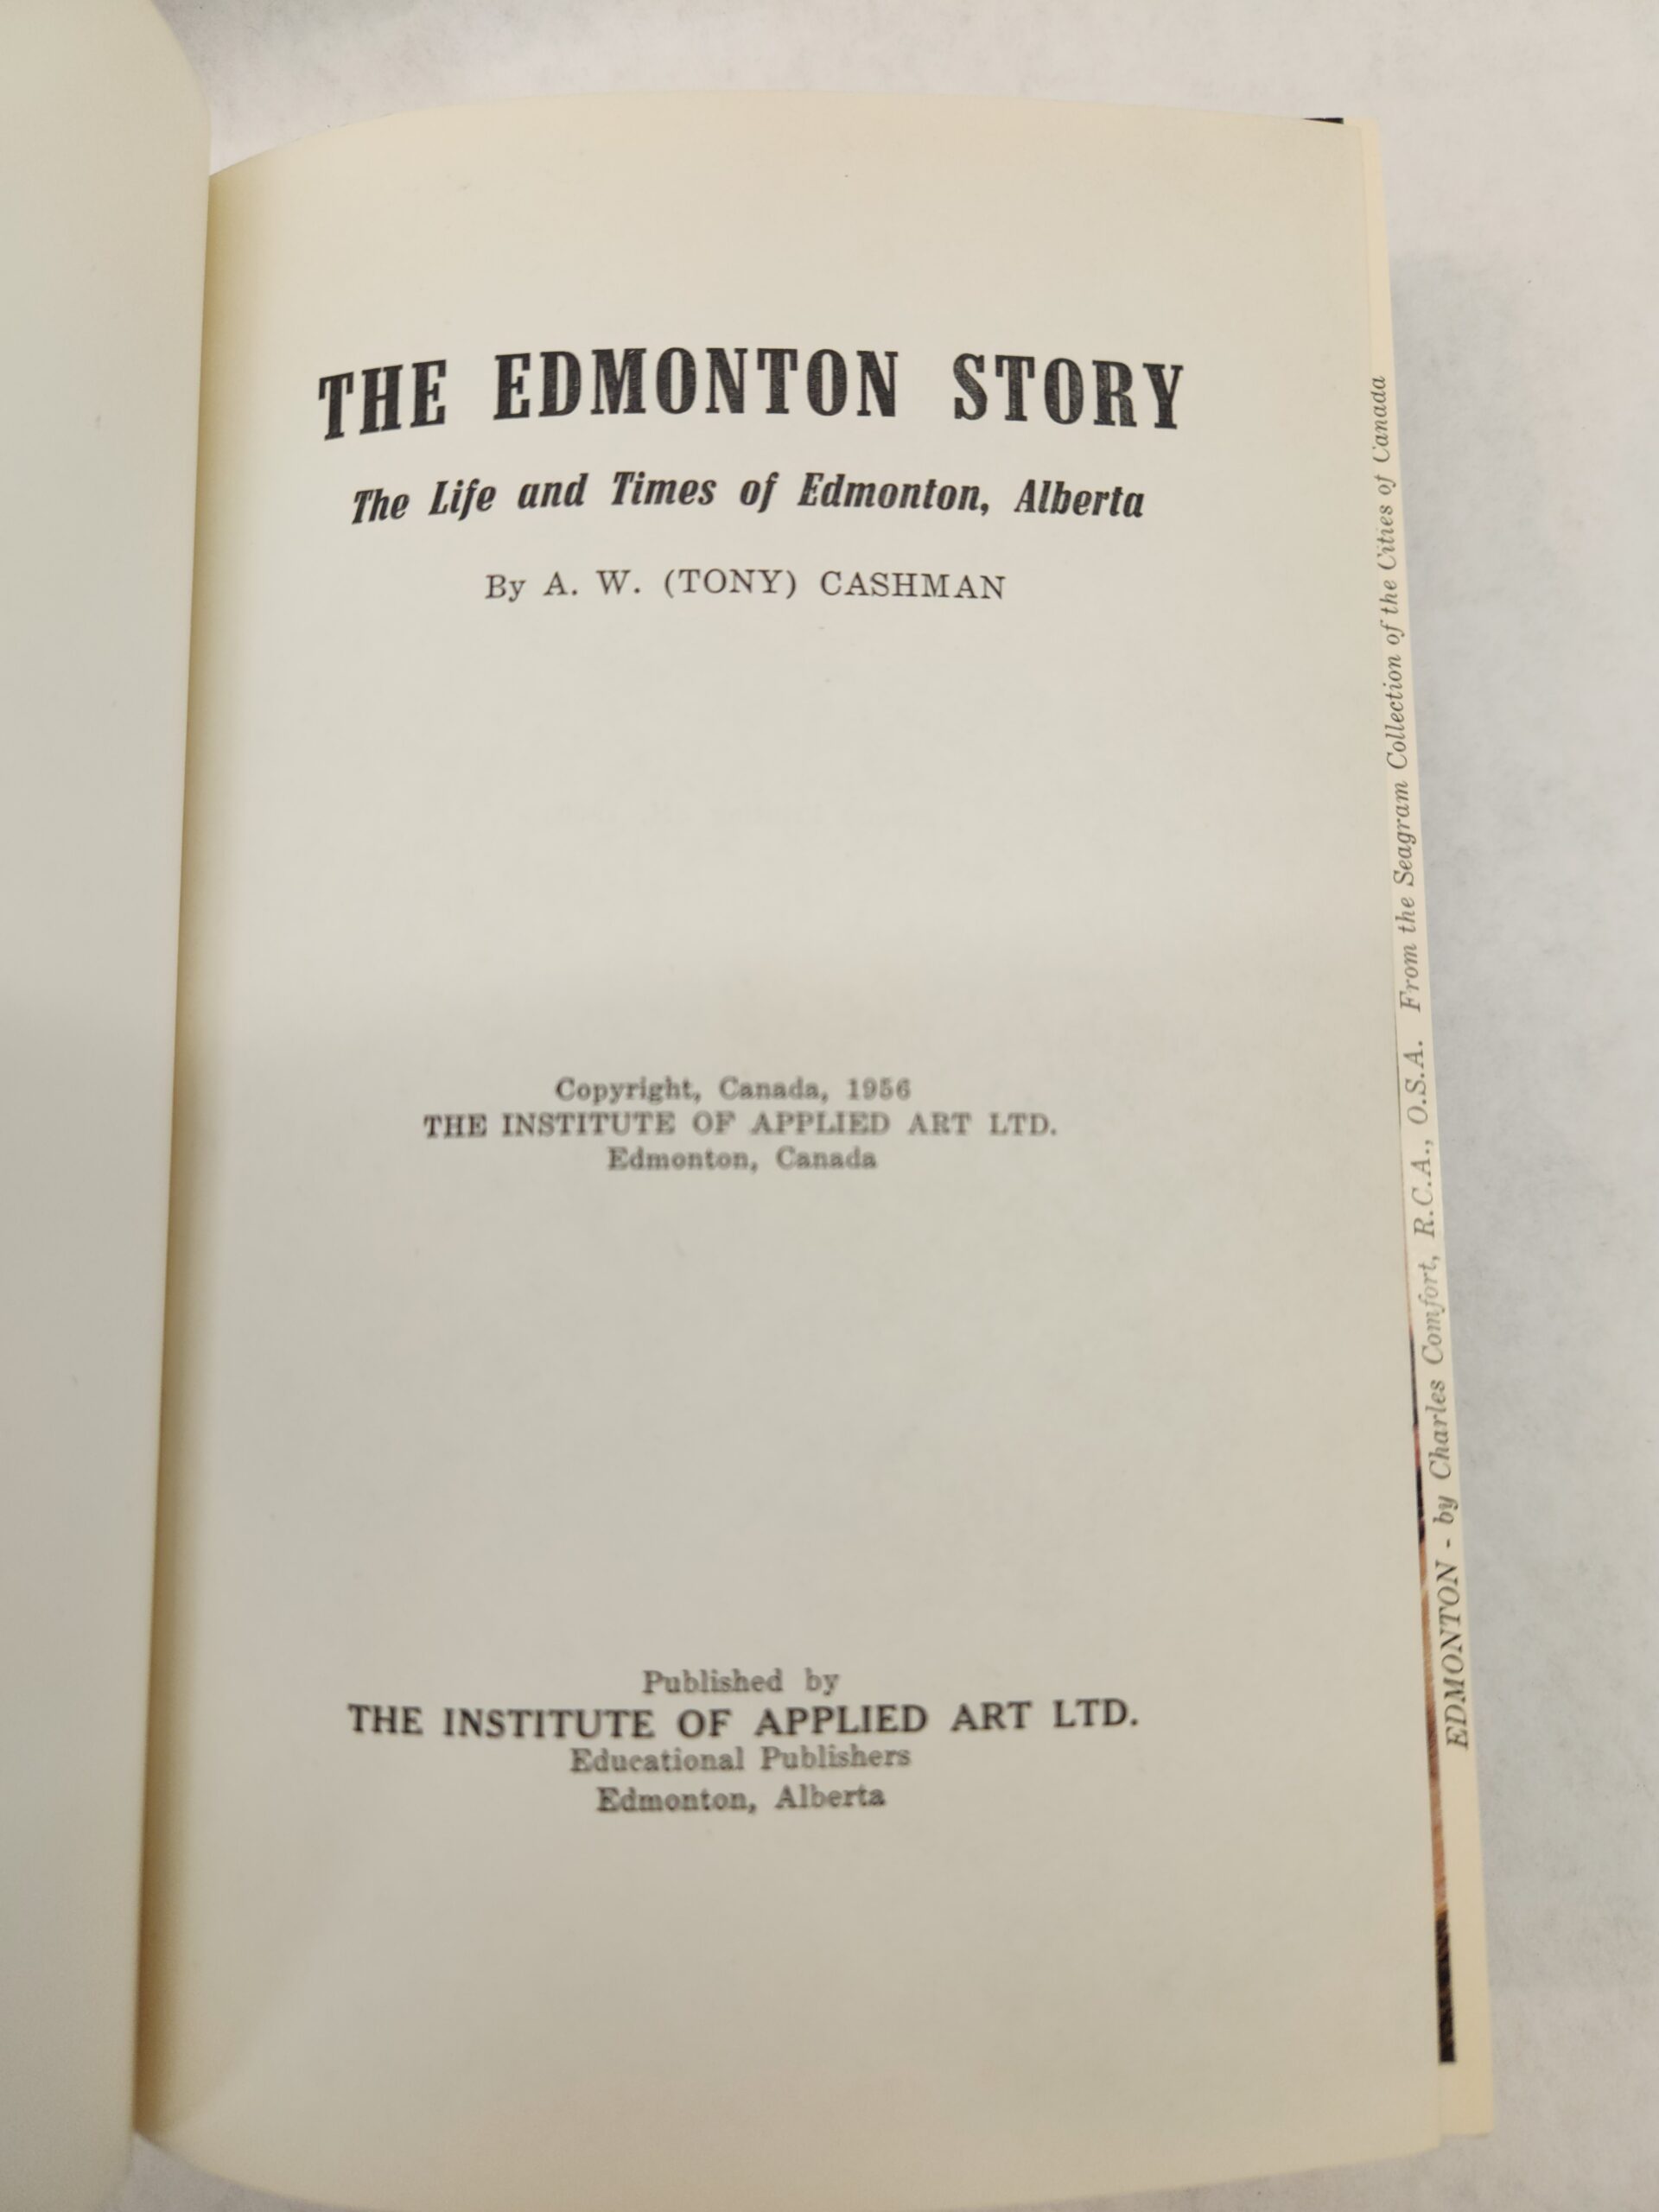 THE EDMONTON STORY
The Life and Times of Edmonton, Alberta
By A. W. (TONY) CASHMAN
Copyright, Canada, 1956
THE INSTITUTE OF APPLIED ART LTD.
Edmonton, Canada
Published by
THE INSTITUTE OF APPLIED ART LTD.
Educational Publishers
Edmonton, Alberta
EDMONTON - by Charles Comfort, R.C.A., O.S.A. From the Seagram Collection of the Cities of Canada